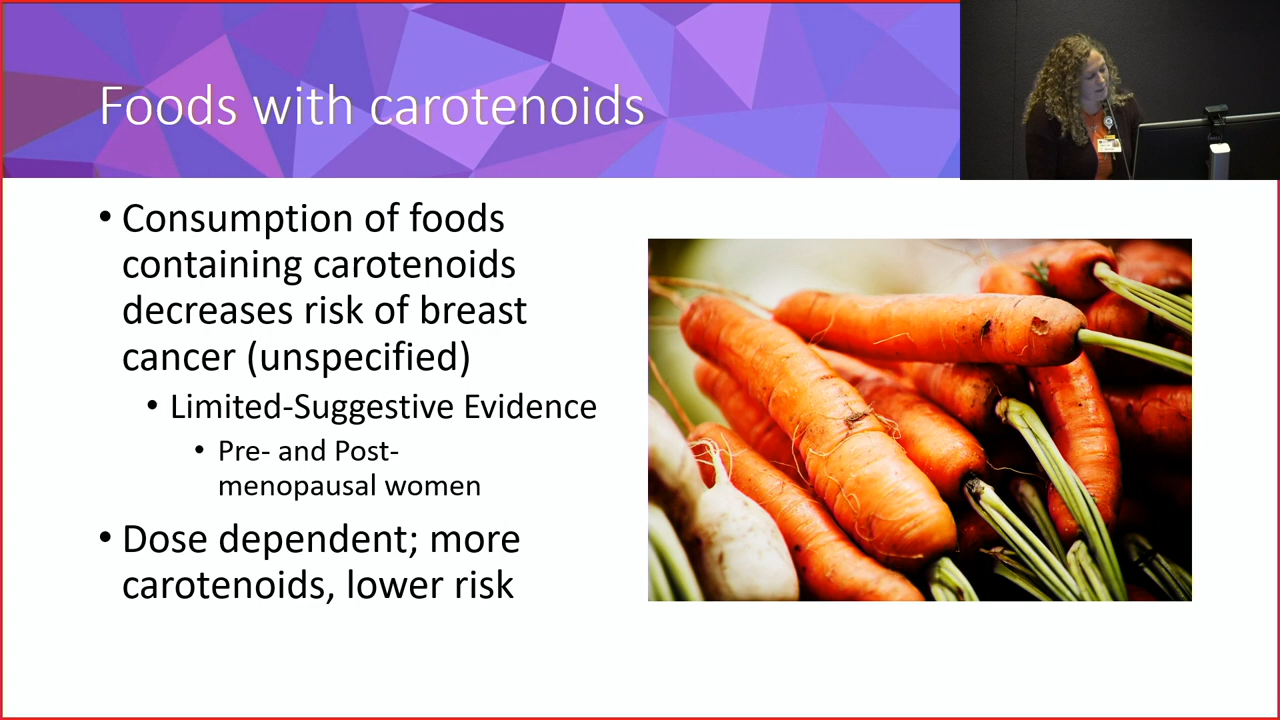 Foods with carotenoids
• Consumption of foods
containing carotenoids
decreases risk of breast
cancer (unspecified)
• Limited-Suggestive Evidence
• Pre- and Post-
menopausal women
• Dose dependent; more
carotenoids, lower risk